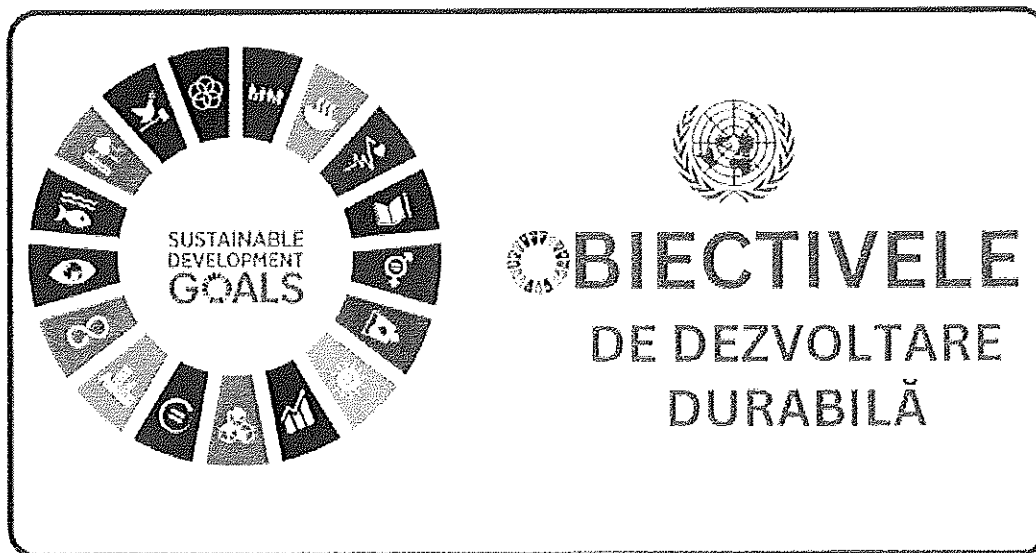 SUSTAINABLE
DEVELOPMENT
GOALS
OBIECTIVELE
DE DEZVOLTARE
DURABILĂ